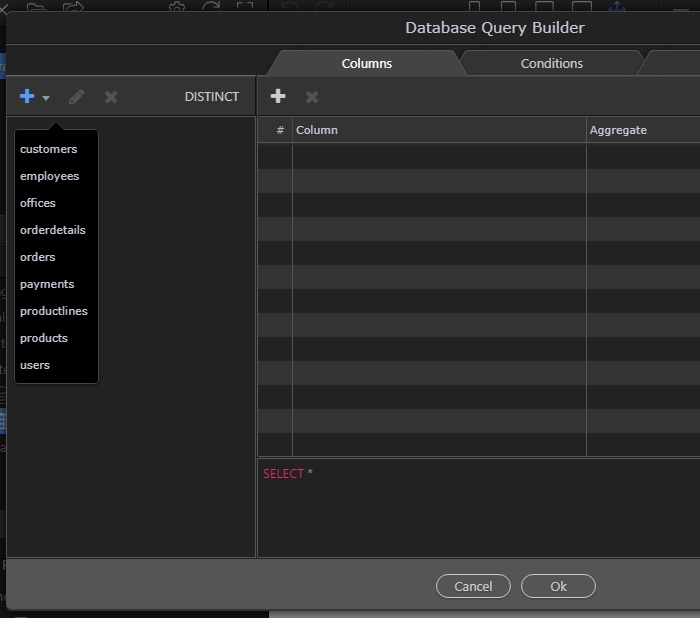 Database Query Builder
Columns
Conditions
DISTINCT
customers
employees
offices
orderdetails
orders
payments
productlines
products
users
# Column Aggregate
SELECT *
Cancel Ok